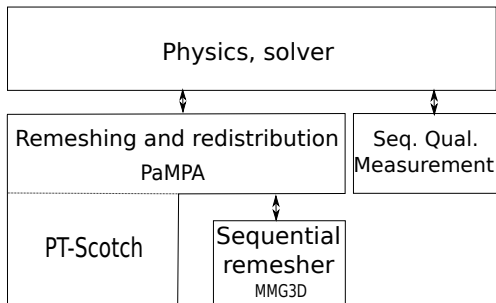 Physics, solver
Remeshing and redistribution
PaMPA
Seq. Qual.
Measurement
PT-Scotch
Sequential
remesher
MMG3D